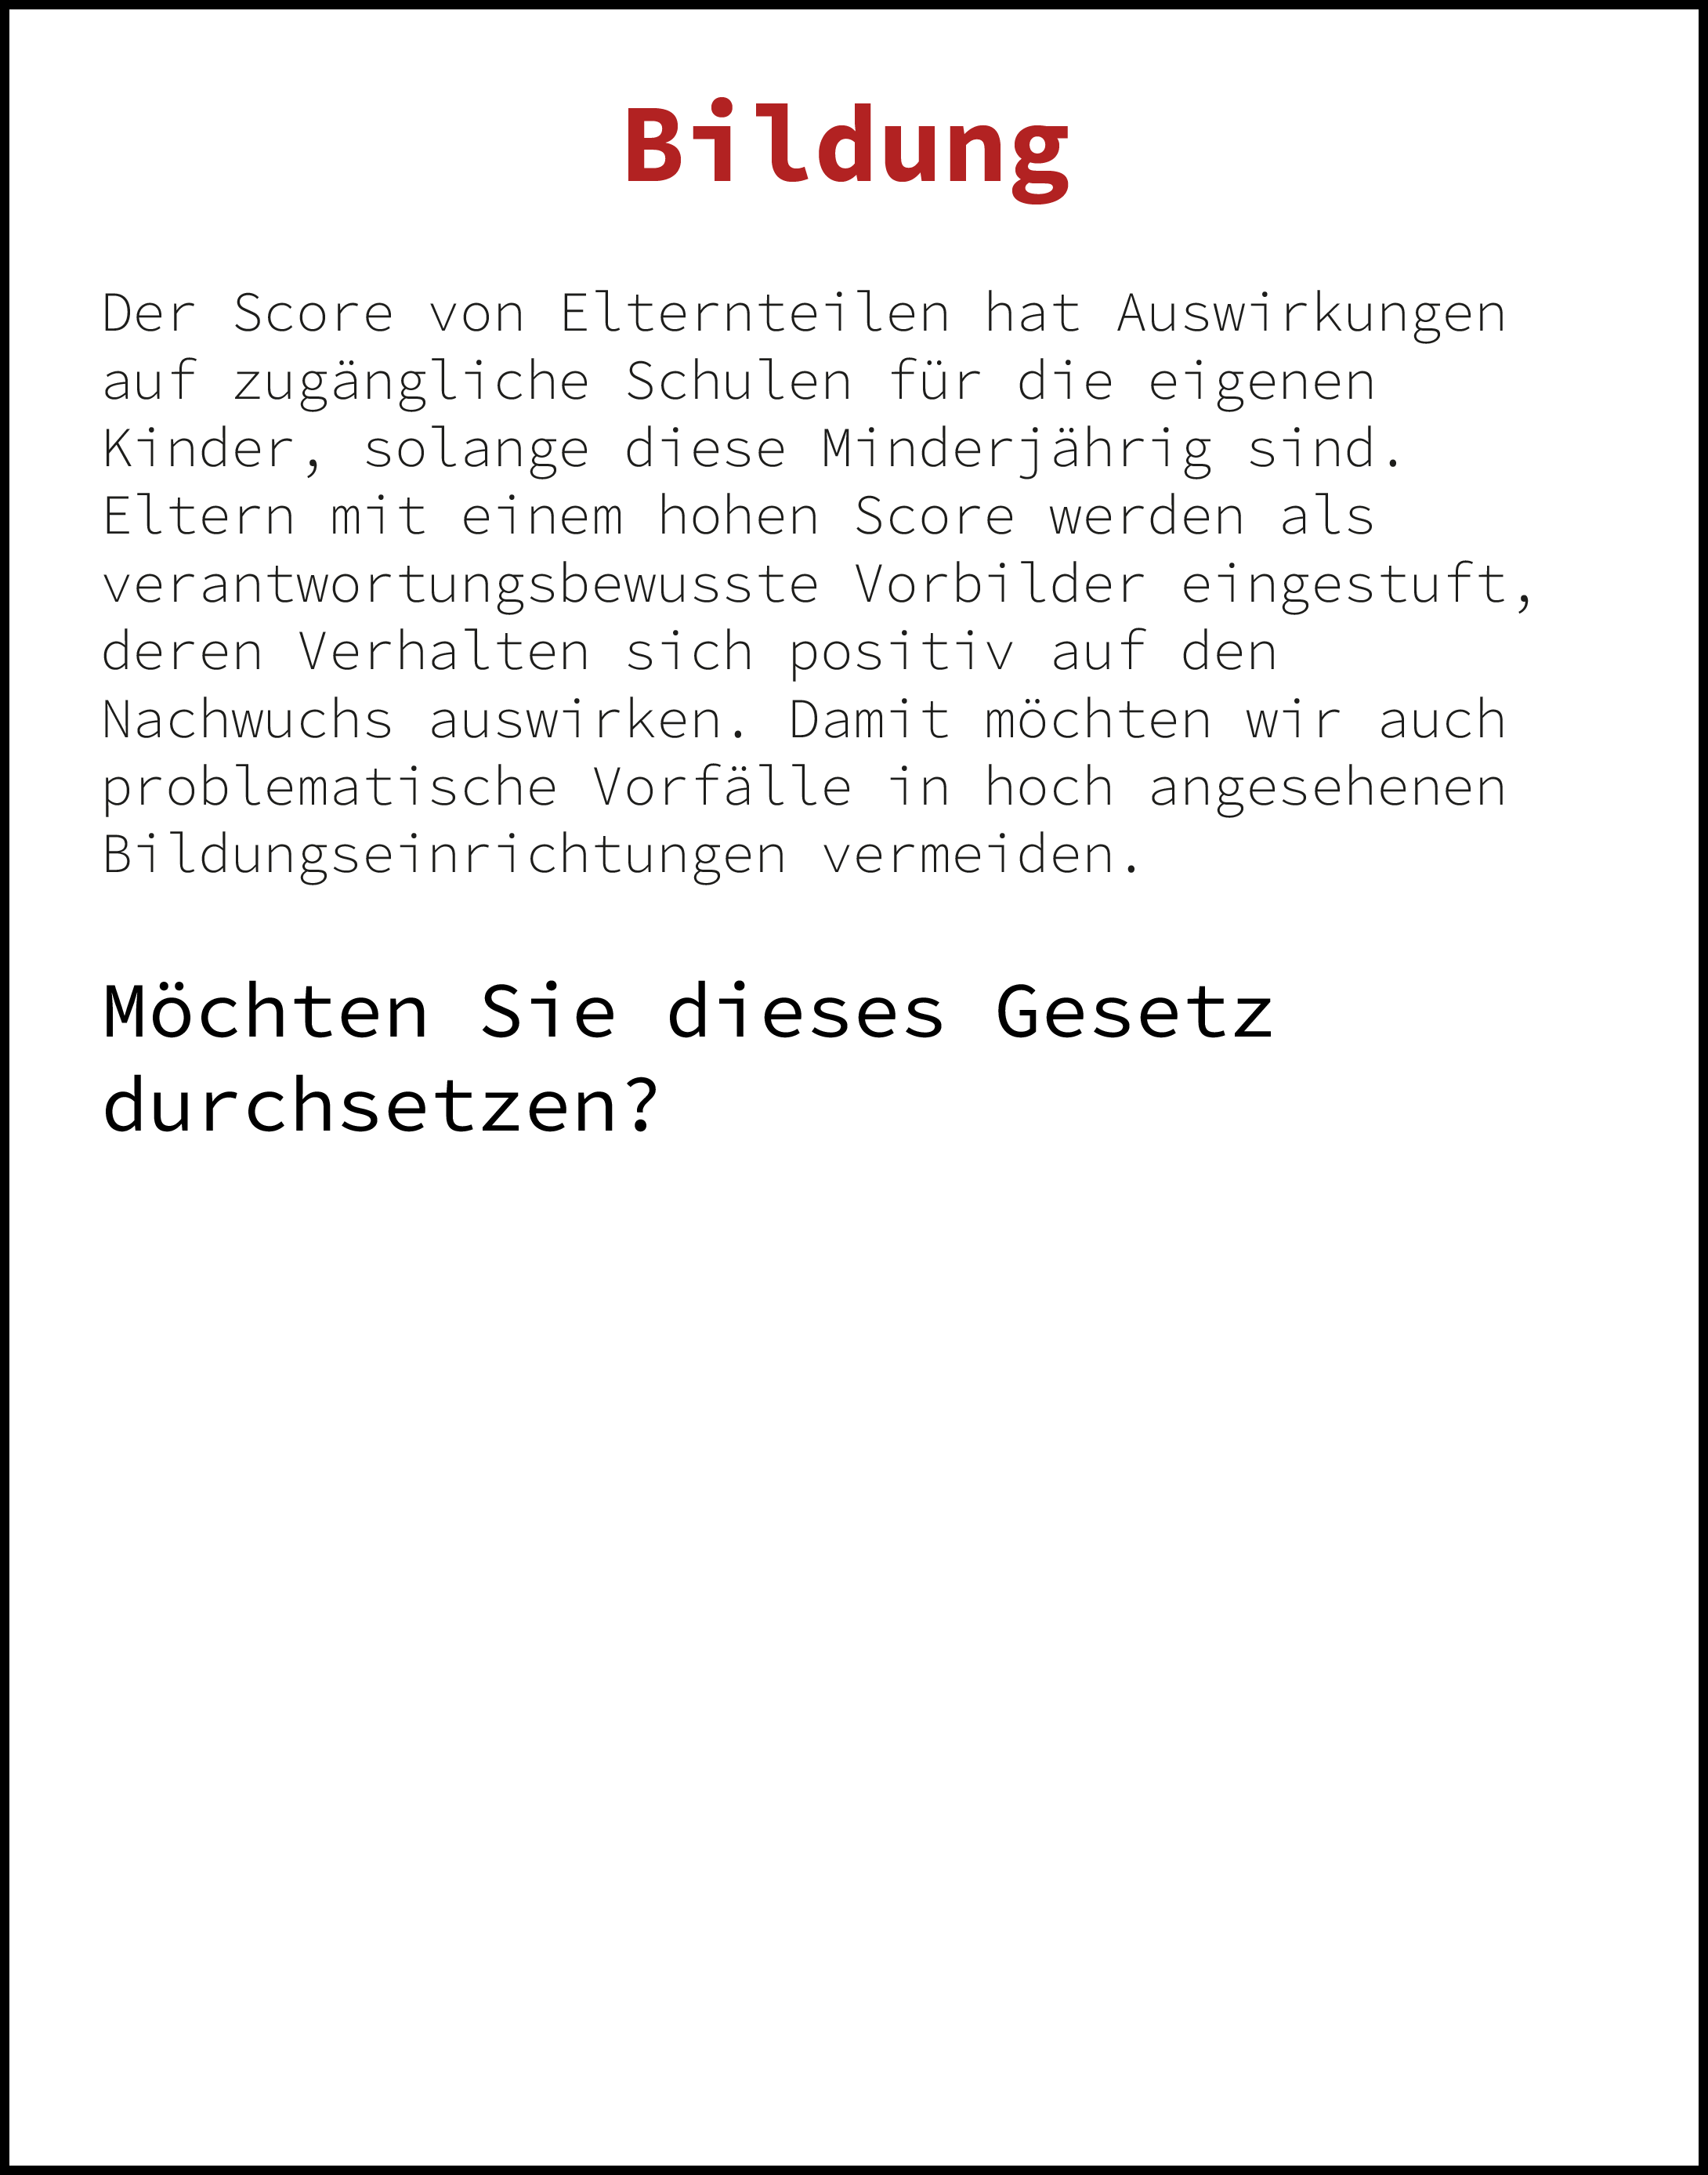 Bildung
Der Score von Elternteilen hat Auswirkungen
auf zugängliche Schulen für die eigenen
Kinder, solange diese Minderjährig sind.
Eltern mit einem hohen Score werden als
verantwortungsbewusste Vorbilder eingestuft,
deren Verhalten sich positiv auf den
Nachwuchs auswirken. Damit möchten wir auch
problematische Vorfälle in hoch angesehenen
Bildungseinrichtungen vermeiden.
Möchten Sie dieses Gesetz
durchsetzen?